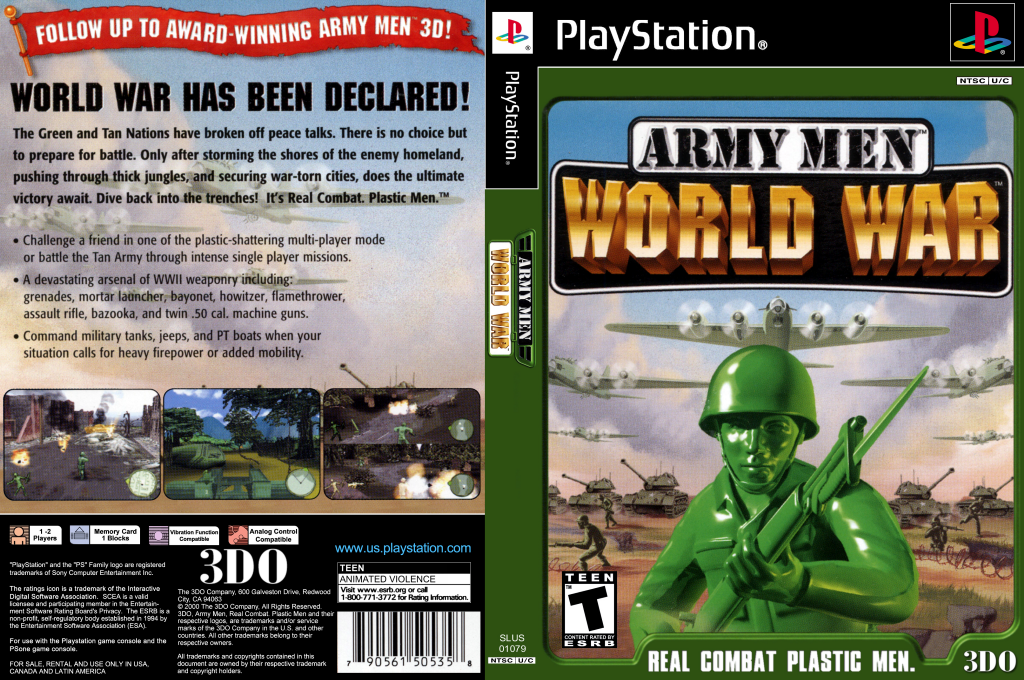 FOLLOW UP TO AWARD-WINNING ARMY MEN™ 3D!
WORLD WAR HAS BEEN DECLARED!
The Green and Tan Nations have broken off peace talks. There is no choice but
to prepare for battle. Only after storming the shores of the enemy homeland,
pushing through thick jungles, and securing war-torn cities, does the ultimate
victory await. Dive back into the trenches! It's Real Combat. Plastic Men.™
• Challenge a friend in one of the plastic-shattering multi-player mode
or battle the Tan Army through intense single player missions.
• A devastating arsenal of WWII weaponry including:
grenades, mortar launcher, bayonet, howitzer, flamethrower,
assault rifle, bazooka, and twin .50 cal. machine guns.
• Command military tanks, jeeps, and PT boats when your
situation calls for heavy firepower or added mobility.
1 -2
Players
Memory Card
1 Blocks
Vibration Function
Compatible
Analog Control
Compatible
"PlayStation" and the "PS" Family logo are registered
trademarks of Sony Computer Entertainment Inc.
The ratings icon is a trademark of the Interactive
Digital Software Association. SCEA is a valid
licensee and participating member in the Entertain-
ment Software Rating Board's Privacy. The ESRB is a
non-profit, self-regulatory body established in 1994 by
the Entertainment Software Association (ESA).
For use with the Playstation game console and the
PSone game console.
FOR SALE, RENTAL AND USE ONLY IN USA,
CANADA AND LATIN AMERICA
3DO
The 3DO Company, 600 Galveston Drive, Redwood
City, CA 94063
© 2000 The 3DO Company. All Rights Reserved.
3DO, Army Men, Real Combat. Plastic Men and their
respective logos, are trademarks and/or service
marks of the 3DO Company in the U.S. and other
countries. All other trademarks belong to their
respective owners.
All trademarks and copyrights contained in this
document are owned by their respective trademark
and copyright holders.
www.us.playstation.com
TEEN
ANIMATED VIOLENCE
Visit www.esrb.org or call
1-800-771-3772 for Rating Information.
7 90561 50535 8
PlayStation®
ARMY MEN
WORLD WAR
SLUS
01079
NTSC U/C
PlayStation®
NTSC U/C
ARMY MEN™
WORLD WAR™
TEEN
T
CONTENT RATED BY
ESRB
REAL COMBAT PLASTIC MEN.
3DO